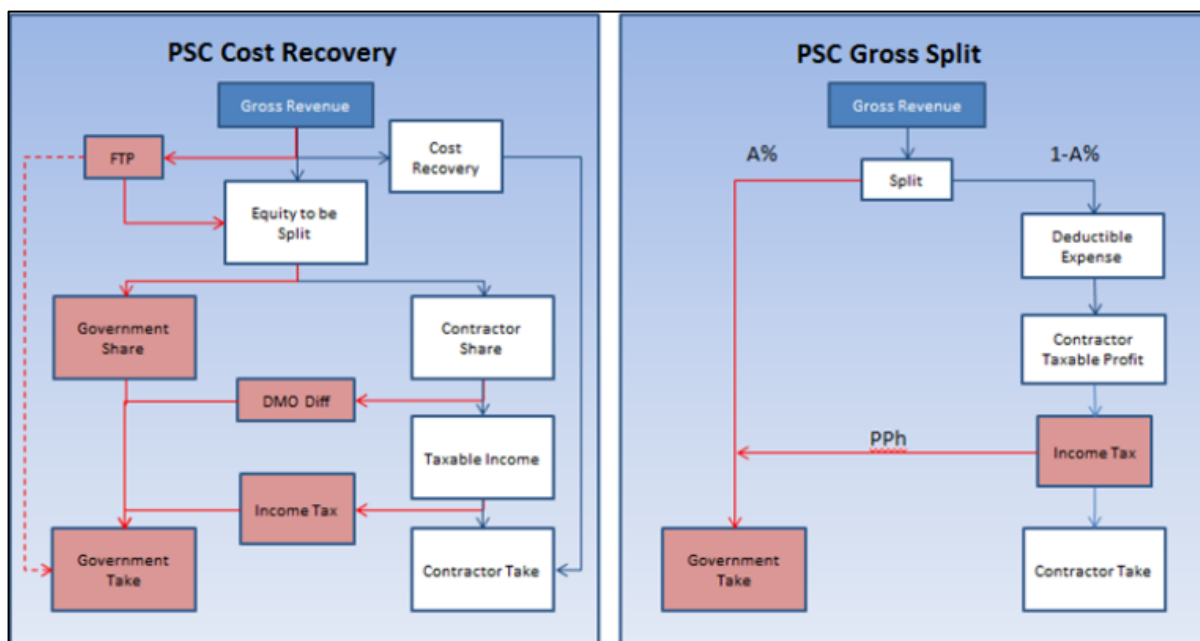 PSC Cost Recovery
Gross Revenue
FTP
Cost
Recovery
Equity to be
Split
Government
Share
Contractor
Share
DMO Diff
Taxable Income
Income Tax
Government
Take
Contractor Take
PSC Gross Split
Gross Revenue
A%
1-A%
Split
Deductible
Expense
Contractor
Taxable Profit
PPh
Income Tax
Government
Take
Contractor Take